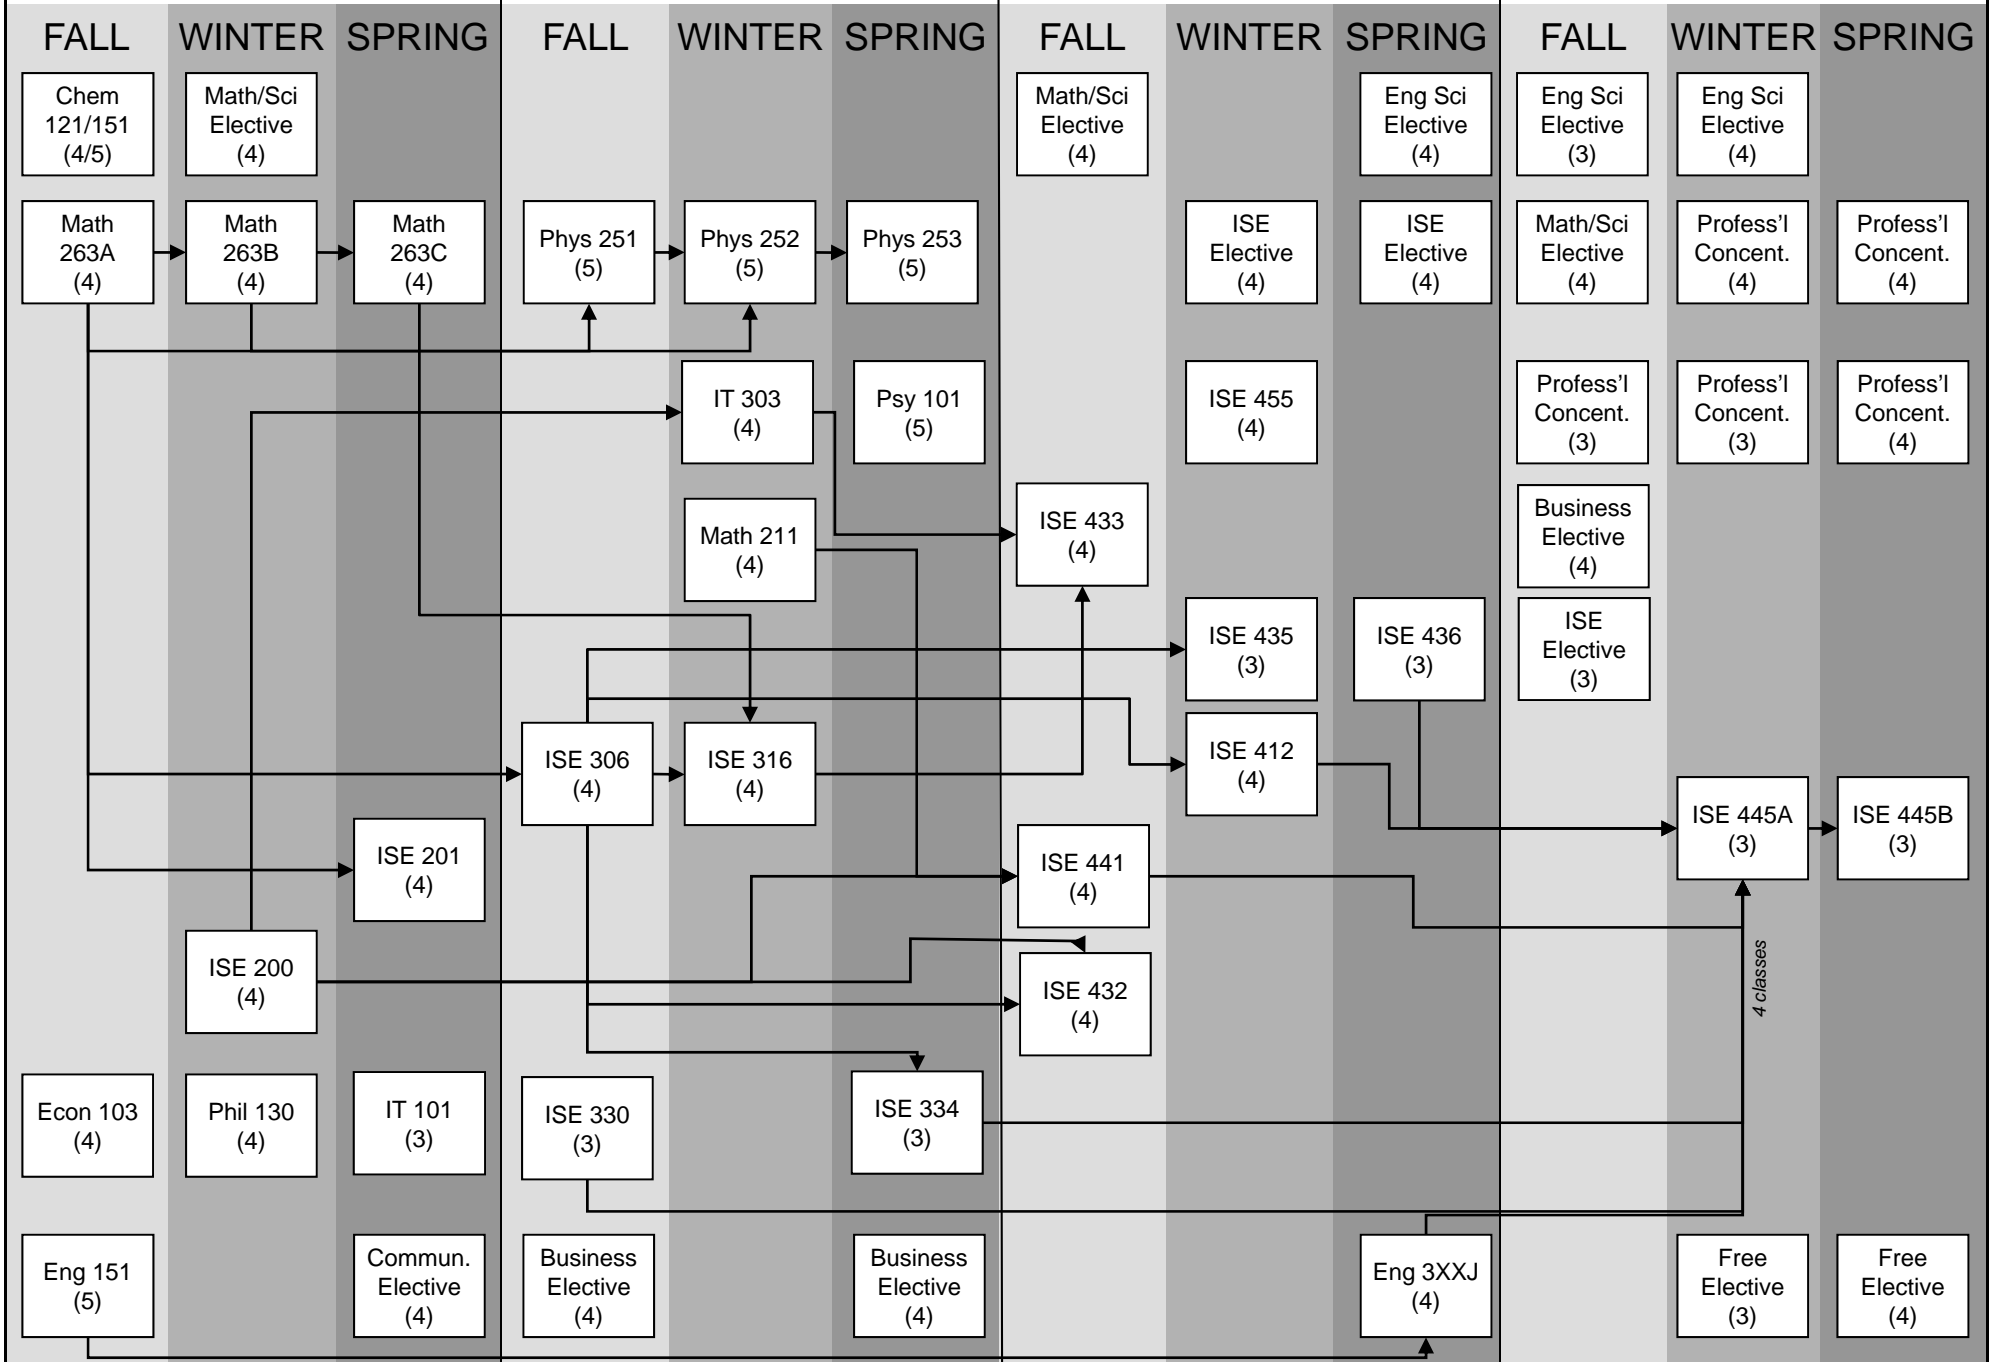 FALL WINTER SPRING FALL WINTER SPRING FALL WINTER SPRING FALL WINTER SPRING
Chem
121/151
(4/5)
Math/Sci
Elective
(4)
Math/Sci
Elective
(4)
Eng Sci
Elective
(4)
Eng Sci
Elective
(3)
Eng Sci
Elective
(4)
Math
263A
(4)
Math
263B
(4)
Math
263C
(4)
Phys 251
(5)
Phys 252
(5)
Phys 253
(5)
ISE
Elective
(4)
ISE
Elective
(4)
Math/Sci
Elective
(4)
Profess'l
Concent.
(4)
Profess'l
Concent.
(4)
IT 303
(4)
Psy 101
(5)
ISE 455
(4)
Profess'l
Concent.
(3)
Profess'l
Concent.
(3)
Profess'l
Concent.
(4)
Math 211
(4)
ISE 433
(4)
Business
Elective
(4)
ISE 435
(3)
ISE 436
(3)
ISE
Elective
(3)
ISE 306
(4)
ISE 316
(4)
ISE 412
(4)
ISE 201
(4)
ISE 441
(4)
ISE 445A
(3)
ISE 445B
(3)
ISE 200
(4)
ISE 432
(4)
4 classes
Econ 103
(4)
Phil 130
(4)
IT 101
(3)
ISE 330
(3)
ISE 334
(3)
Eng 151
(5)
Commun.
Elective
(4)
Business
Elective
(4)
Business
Elective
(4)
Eng 3XXJ
(4)
Free
Elective
(3)
Free
Elective
(4)